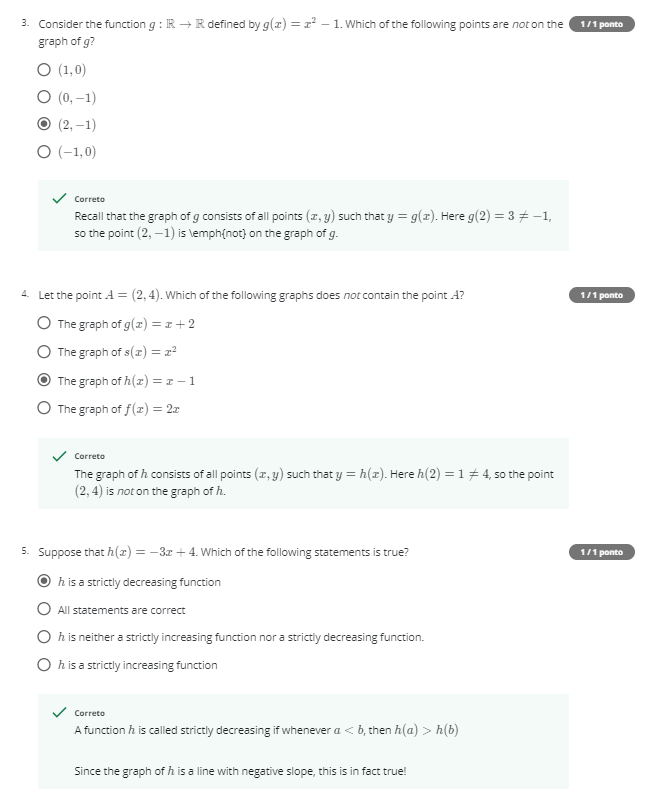 3. Consider the function g : ℝ → ℝ defined by g(x) = x² − 1. Which of the following points are not on the 1 / 1 ponto
graph of g?
(1, 0)
(0, −1)
(2, −1)
(−1, 0)
Correto
Recall that the graph of g consists of all points (x, y) such that y = g(x). Here g(2) = 3 ≠ −1,
so the point (2, −1) is \emph{not} on the graph of g.
4. Let the point A = (2, 4). Which of the following graphs does not contain the point A? 1 / 1 ponto
The graph of g(x) = x + 2
The graph of s(x) = x²
The graph of h(x) = x − 1
The graph of f(x) = 2x
Correto
The graph of h consists of all points (x, y) such that y = h(x). Here h(2) = 1 ≠ 4, so the point
(2, 4) is not on the graph of h.
5. Suppose that h(x) = −3x + 4. Which of the following statements is true? 1 / 1 ponto
h is a strictly decreasing function
All statements are correct
h is neither a strictly increasing function nor a strictly decreasing function.
h is a strictly increasing function
Correto
A function h is called strictly decreasing if whenever a < b, then h(a) > h(b)
Since the graph of h is a line with negative slope, this is in fact true!